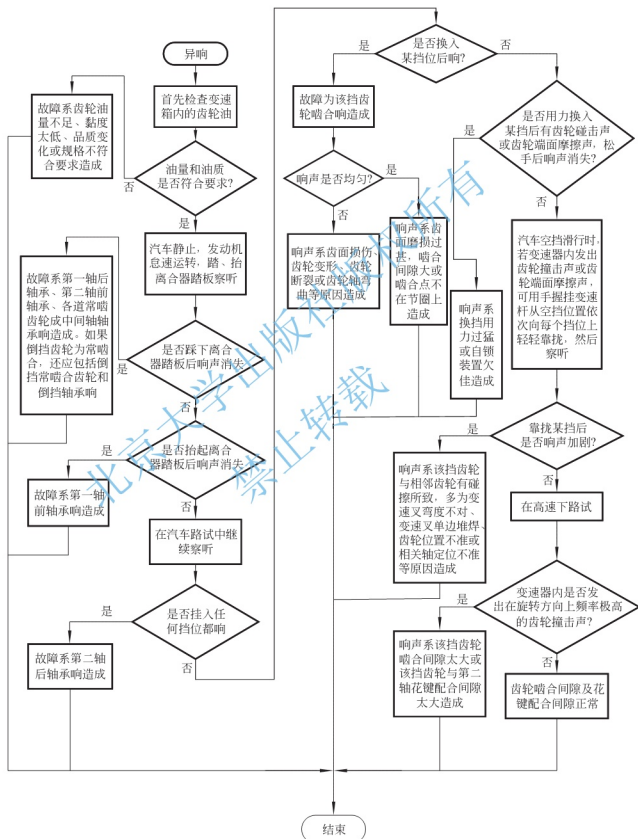 异响
首先检查变速
箱内的齿轮油
油量和油质
是否符合要求?
否
故障系齿轮油
量不足、黏度
太低、品质变
化或规格不符
合要求造成
是
汽车静止，发动机
怠速运转，踏、抬
离合器踏板察听
是否踩下离合
器踏板后响声消失
是
故障系第一轴后
轴承、第二轴前
轴承、各道常啮
齿轮或中间轴轴
承响造成。如果
倒挡齿轮为常啮
合，还应包括倒
挡常啮合齿轮和
倒挡轴承响
否
是否抬起离合
器踏板后响声消失
是
故障系第一轴
前轴承响造成
否
在汽车路试中继
续察听
是否挂入任
何挡位都响
是
故障系第二轴
后轴承响造成
否
是否换入
某挡位后响?
是
故障为该挡齿
轮啮合响造成
响声是否均匀?
否
响声系齿面损伤、
齿轮变形、齿轮
断裂或齿轮轴弯
曲等原因造成
是
响声系齿
面磨损过
甚，啮合
间隙大或
啮合点不
在节圈上
造成
否
是否用力换入
某挡后有齿轮碰击声
或齿轮端面摩擦声，松
手后响声消失?
是
响声系
换挡用
力过猛
或自锁
装置欠
佳造成
否
汽车空挡滑行时，
若变速器内发出
齿轮撞击声或齿
轮端面摩擦声，
可用手握挂变速
杆从空挡位置依
次向每个挡位上
轻轻靠拢，然后
察听
靠拢某挡后
是否响声加剧?
是
响声系该挡齿轮
与相邻齿轮有碰
擦所致，多为变
速叉弯度不对、
变速叉单边堆焊、
齿轮位置不准或
相关轴定位不准
等原因造成
否
在高速下路试
变速器内是否发
出在旋转方向上频率极高
的齿轮撞击声?
是
响声系该挡齿轮
啮合间隙太大或
该挡齿轮与第二
轴花键配合间隙
太大造成
否
齿轮啮合间隙及花
键配合间隙正常
结束
北京大学出版社版权所有
禁止转载